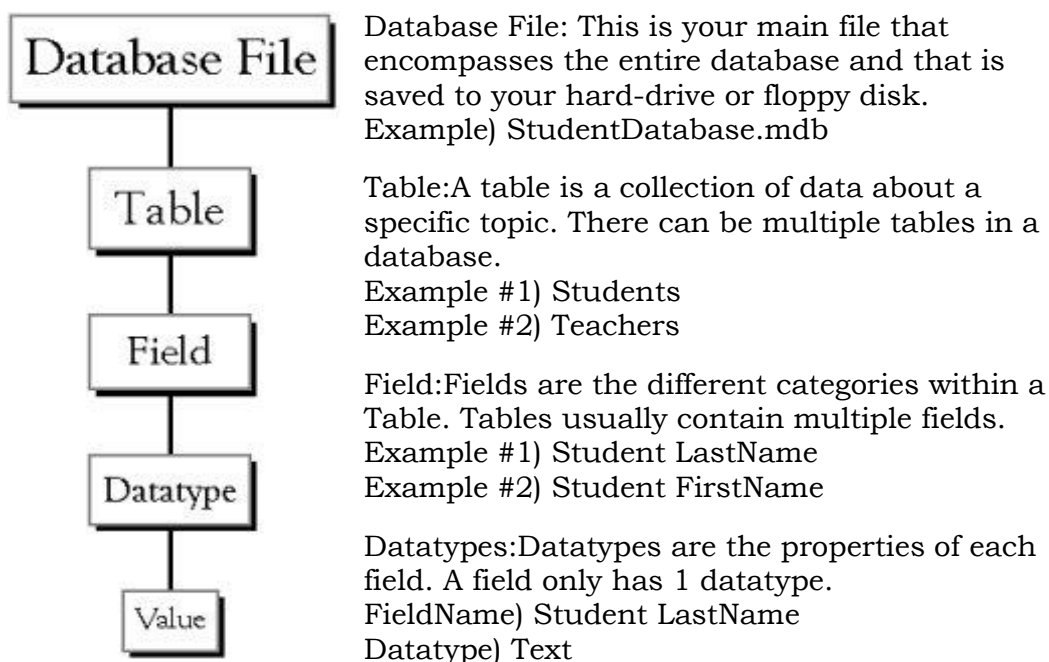 Database File
Table
Field
Datatype
Value
Database File: This is your main file that
encompasses the entire database and that is
saved to your hard-drive or floppy disk.
Example) StudentDatabase.mdb
Table:A table is a collection of data about a
specific topic. There can be multiple tables in a
database.
Example #1) Students
Example #2) Teachers
Field:Fields are the different categories within a
Table. Tables usually contain multiple fields.
Example #1) Student LastName
Example #2) Student FirstName
Datatypes:Datatypes are the properties of each
field. A field only has 1 datatype.
FieldName) Student LastName
Datatype) Text